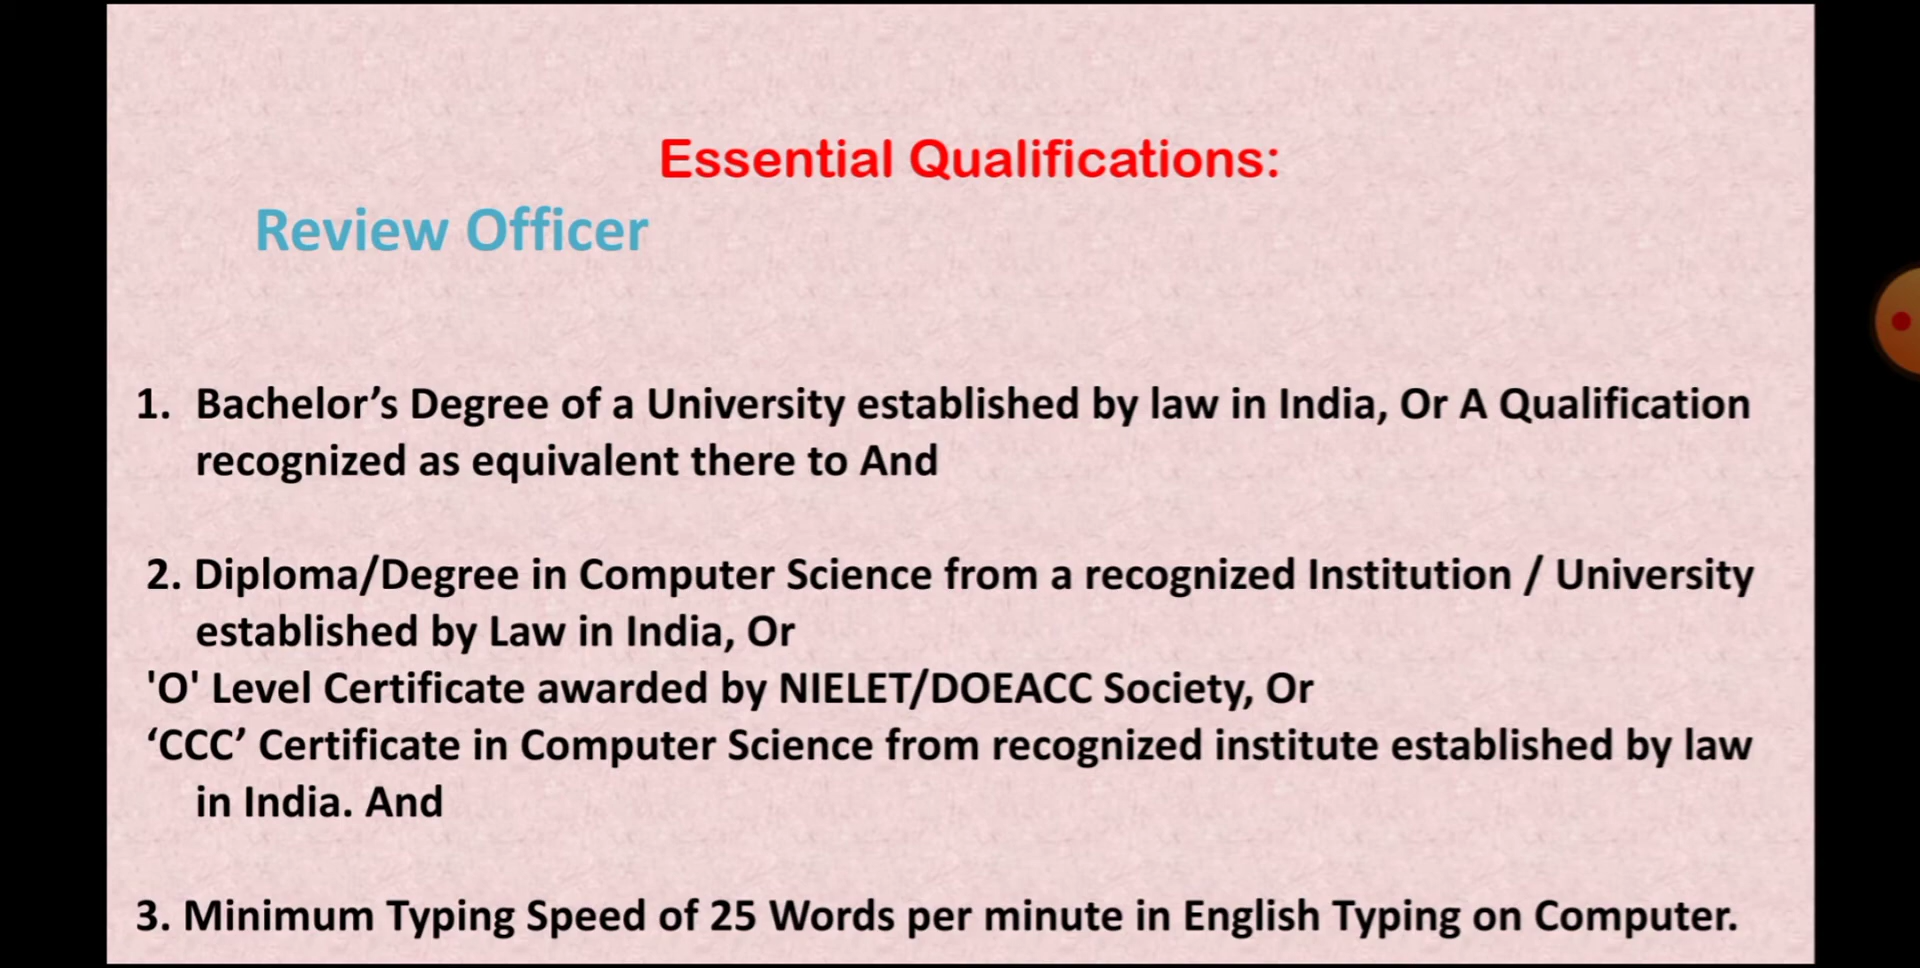 Essential Qualifications:
Review Officer
1. Bachelor’s Degree of a University established by law in India, Or A Qualification
recognized as equivalent there to And
2. Diploma/Degree in Computer Science from a recognized Institution / University
established by Law in India, Or
'O' Level Certificate awarded by NIELET/DOEACC Society, Or
‘CCC’ Certificate in Computer Science from recognized institute established by law
in India. And
3. Minimum Typing Speed of 25 Words per minute in English Typing on Computer.